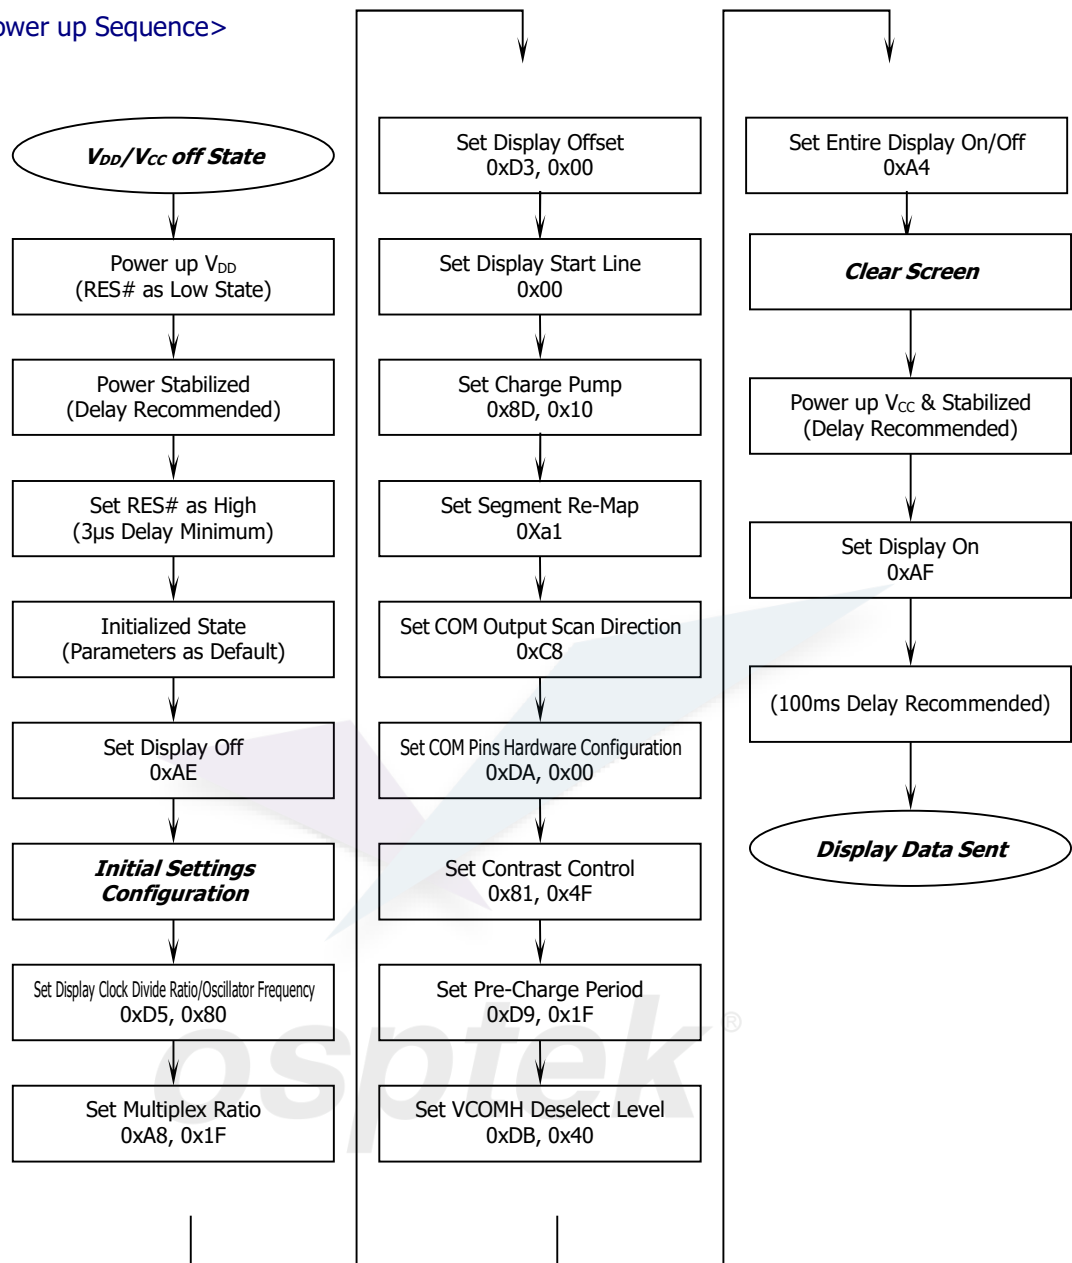 ower up Sequence>
VDD/VCC off State
Power up VDD
(RES# as Low State)
Power Stabilized
(Delay Recommended)
Set RES# as High
(3μs Delay Minimum)
Initialized State
(Parameters as Default)
Set Display Off
0xAE
Initial Settings
Configuration
Set Display Clock Divide Ratio/Oscillator Frequency
0xD5, 0x80
Set Multiplex Ratio
0xA8, 0x1F
Set Display Offset
0xD3, 0x00
Set Display Start Line
0x00
Set Charge Pump
0x8D, 0x10
Set Segment Re-Map
0Xa1
Set COM Output Scan Direction
0xC8
Set COM Pins Hardware Configuration
0xDA, 0x00
Set Contrast Control
0x81, 0x4F
Set Pre-Charge Period
0xD9, 0x1F
Set VCOMH Deselect Level
0xDB, 0x40
Set Entire Display On/Off
0xA4
Clear Screen
Power up VCC & Stabilized
(Delay Recommended)
Set Display On
0xAF
(100ms Delay Recommended)
Display Data Sent
osptek®